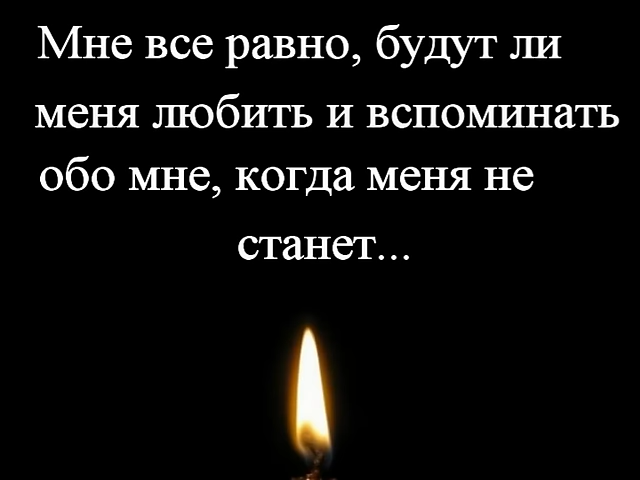 Мне все равно, будут ли
меня любить и вспоминать
обо мне, когда меня не
станет...